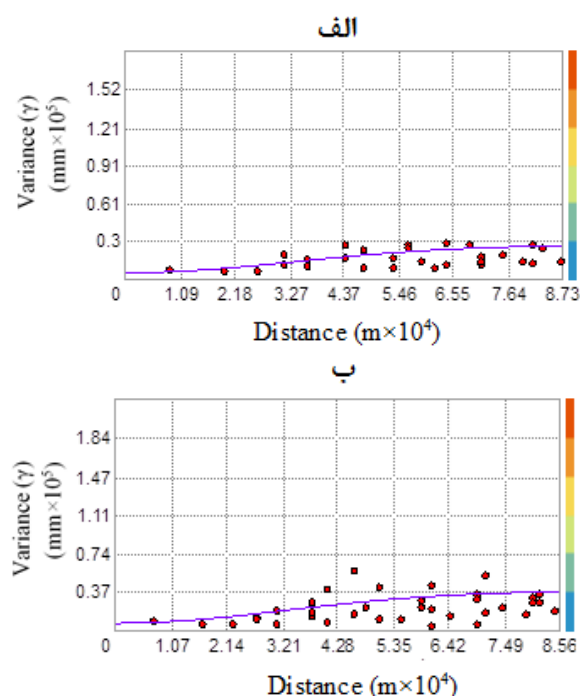 الف
Variance (γ)
(mm×10⁵)
1.52
1.21
0.91
0.61
0.3
0 1.09 2.18 3.27 4.37 5.46 6.55 7.64 8.73
Distance (m×10⁴)
ب
Variance (γ)
(mm×10⁵)
1.84
1.47
1.11
0.74
0.37
0 1.07 2.14 3.21 4.28 5.35 6.42 7.49 8.56
Distance (m×10⁴)